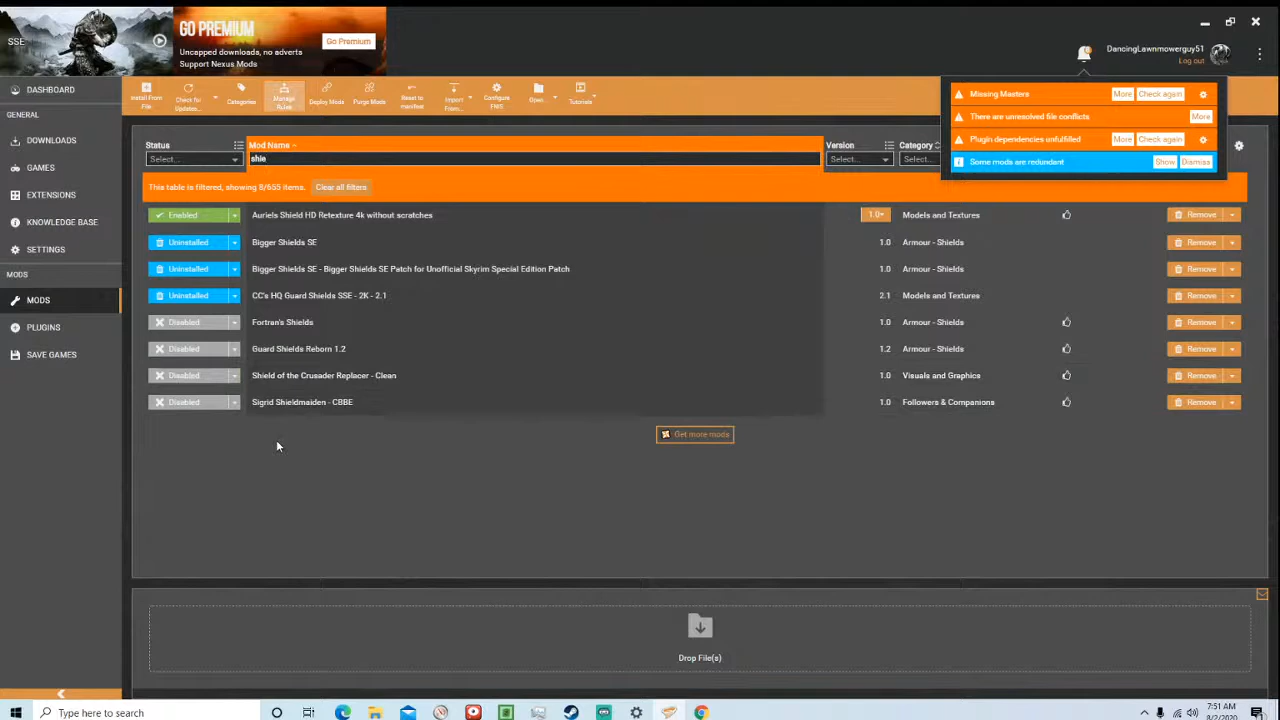 SSE
GO PREMIUM
Uncapped downloads, no adverts
Support Nexus Mods
Go Premium
DancingLawnmowerguy51
Log out
DASHBOARD
GENERAL
DOWNLOADS
GAMES
EXTENSIONS
KNOWLEDGE BASE
SETTINGS
MODS
MODS
PLUGINS
SAVE GAMES
Install From File
Check for Updates...
Categories
Manage Rules
Deploy Mods
Purge Mods
Reset to manifest
Import From...
Configure FNIS
Open...
Tutorials
Missing Masters More Check again
There are unresolved file conflicts More
Plugin dependencies unfulfilled More Check again
Some mods are redundant Show Dismiss
Status Mod Name Version Category
Select... shie Select... Select...
This table is filtered, showing 8/655 items. Clear all filters
Enabled Auriels Shield HD Retexture 4k without scratches 1.0 Models and Textures Remove
Uninstalled Bigger Shields SE 1.0 Armour - Shields Remove
Uninstalled Bigger Shields SE - Bigger Shields SE Patch for Unofficial Skyrim Special Edition Patch 1.0 Armour - Shields Remove
Uninstalled CC's HQ Guard Shields SSE - 2K - 2.1 2.1 Models and Textures Remove
Disabled Fortran's Shields 1.0 Armour - Shields Remove
Disabled Guard Shields Reborn 1.2 1.2 Armour - Shields Remove
Disabled Shield of the Crusader Replacer - Clean 1.0 Visuals and Graphics Remove
Disabled Sigrid Shieldmaiden - CBBE 1.0 Followers & Companions Remove
Get more mods
Drop File(s)
Type here to search
7:51 AM